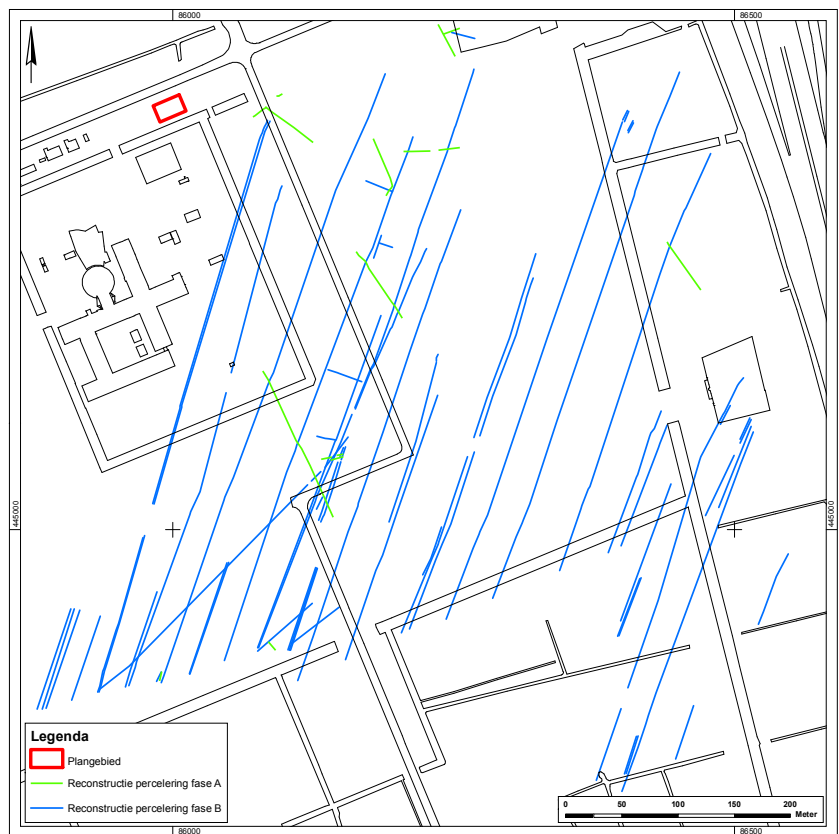 86000
86500
445000
445000
Legenda
Plangebied
Reconstructie percelering fase A
Reconstructie percelering fase B
0 50 100 150 200
Meter
86000
86500